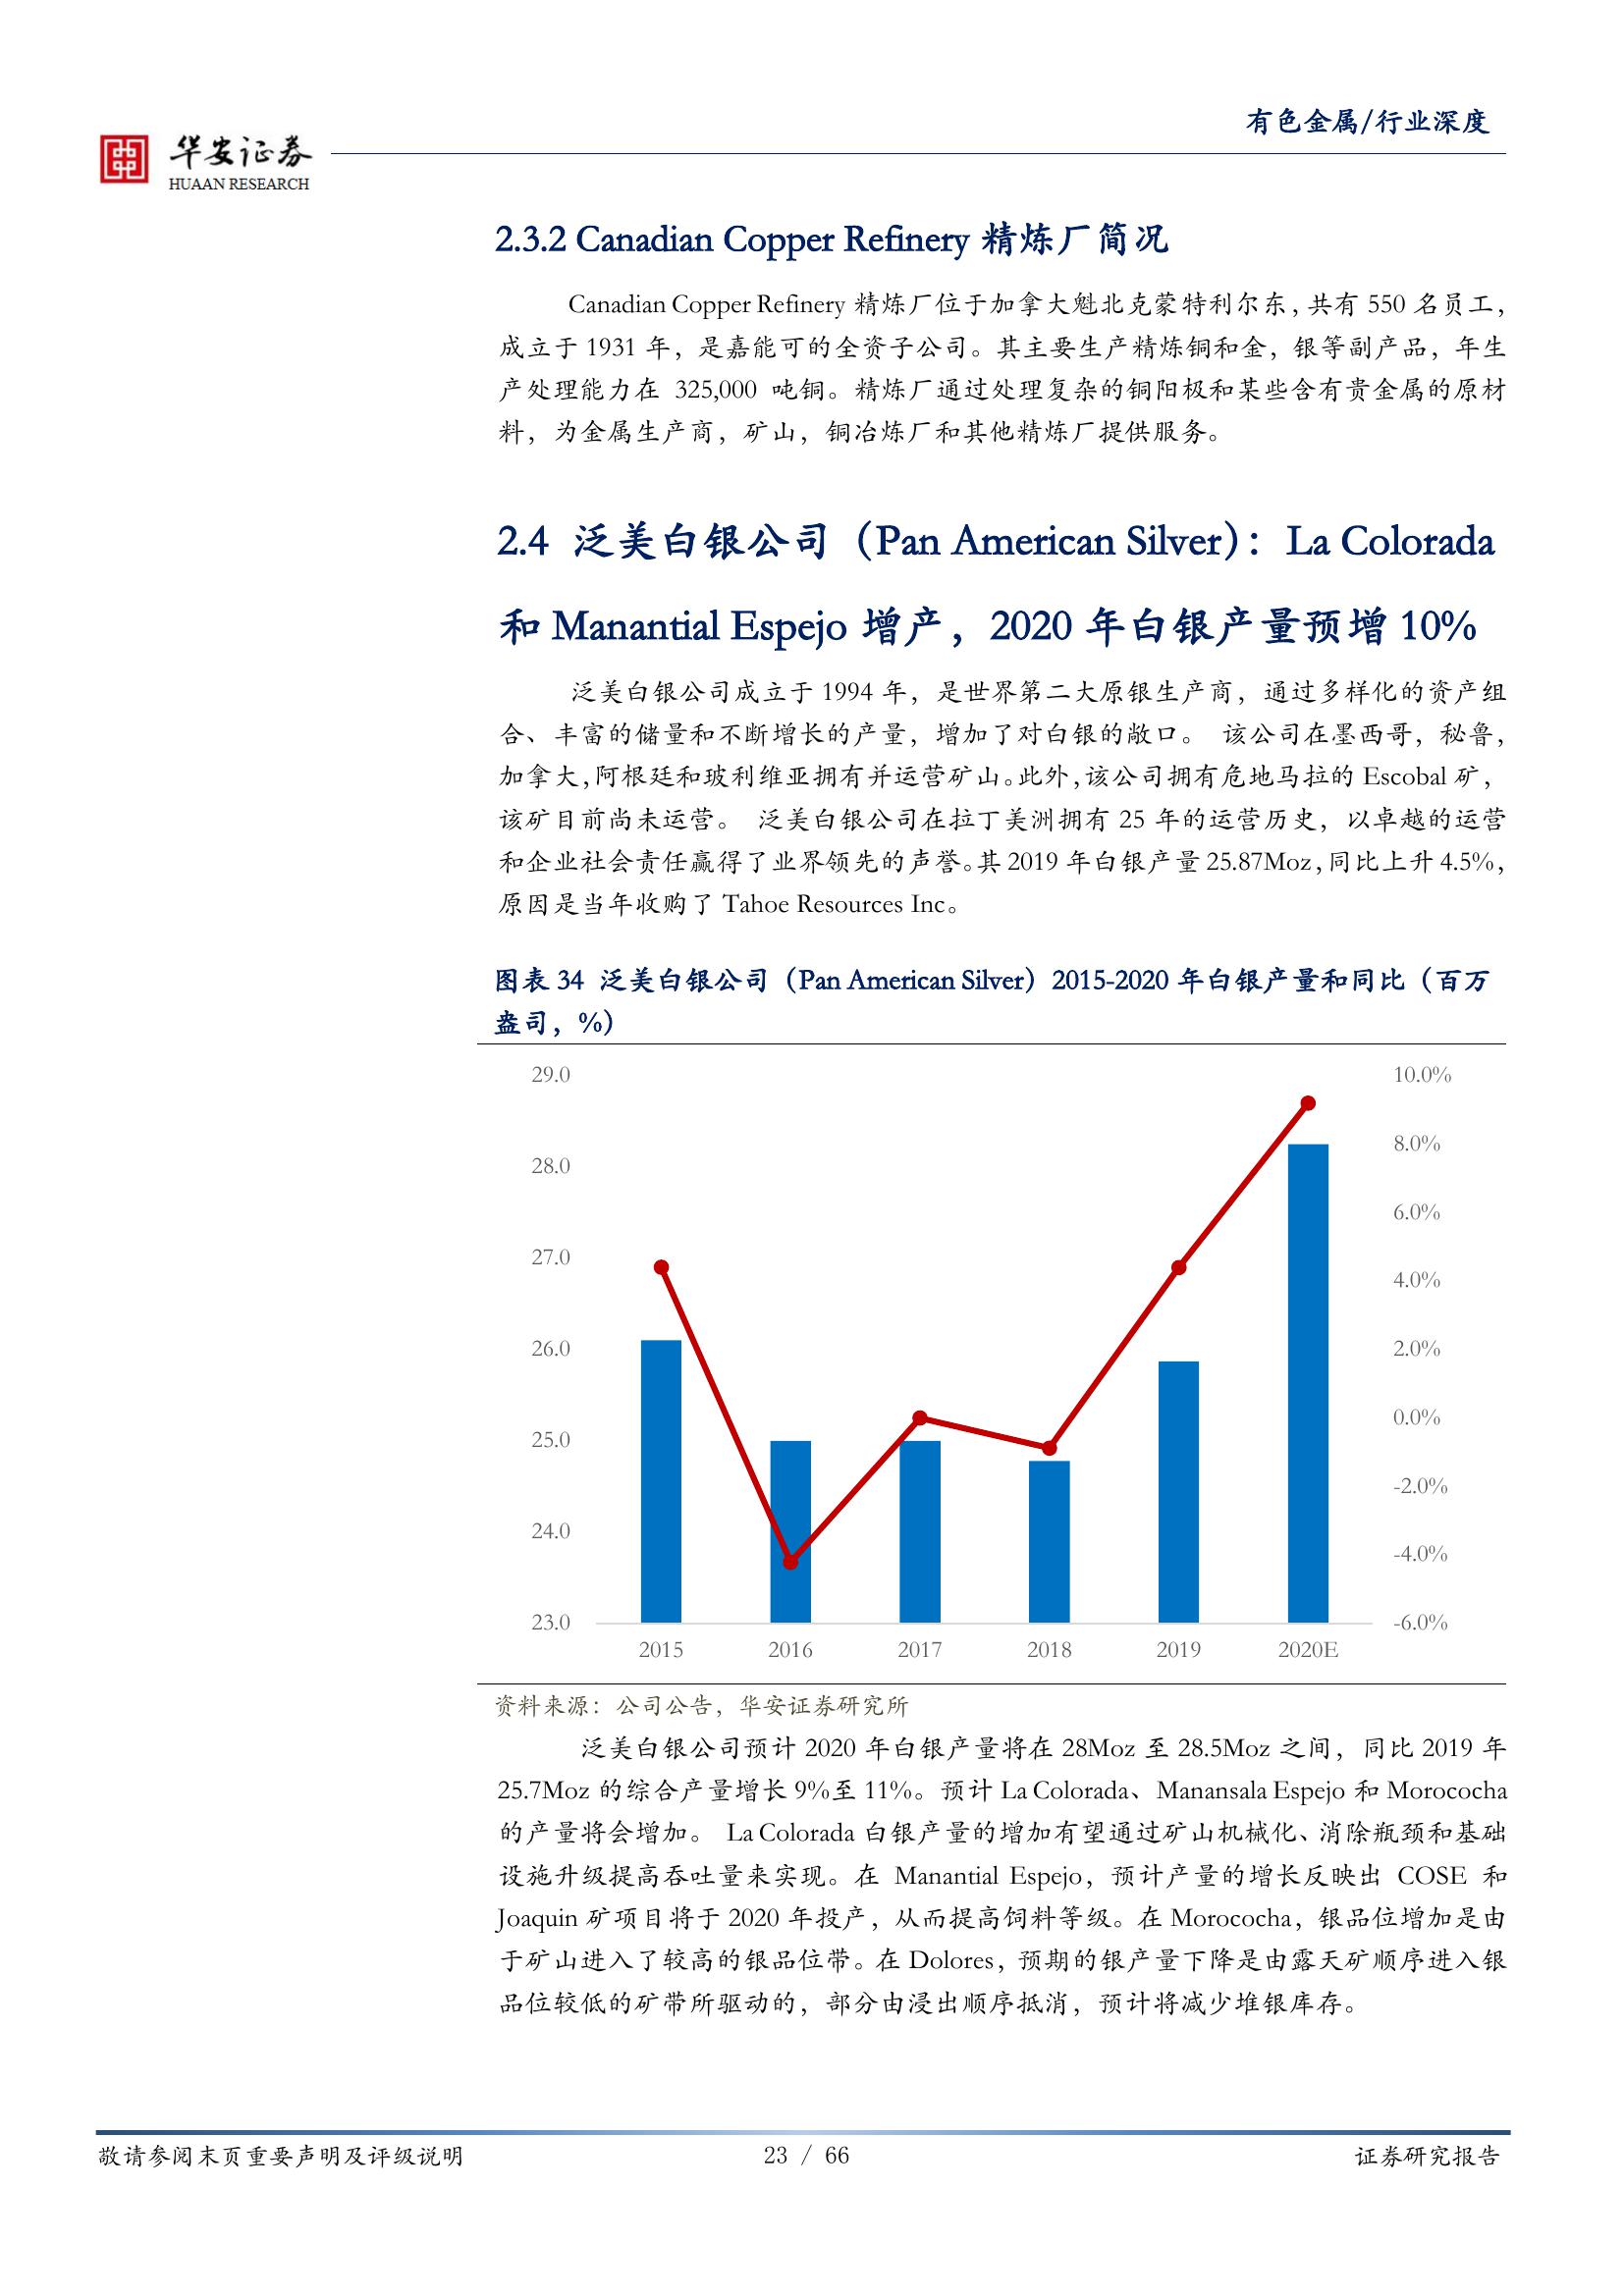 有色金属/行业深度
华安证券
HUAAN RESEARCH
2.3.2 Canadian Copper Refinery 精炼厂简况
Canadian Copper Refinery 精炼厂位于加拿大魁北克蒙特利尔东，共有 550 名员工，
成立于 1931 年，是嘉能可的全资子公司。其主要生产精炼铜和金，银等副产品，年生
产处理能力在 325,000 吨铜。精炼厂通过处理复杂的铜阳极和某些含有贵金属的原材
料，为金属生产商，矿山，铜冶炼厂和其他精炼厂提供服务。
2.4 泛美白银公司（Pan American Silver）：La Colorada
和 Manantial Espejo 增产，2020 年白银产量预增 10%
泛美白银公司成立于 1994 年，是世界第二大原银生产商，通过多样化的资产组
合、丰富的储量和不断增长的产量，增加了对白银的敞口。 该公司在墨西哥，秘鲁，
加拿大，阿根廷和玻利维亚拥有并运营矿山。此外，该公司拥有危地马拉的 Escobal 矿，
该矿目前尚未运营。 泛美白银公司在拉丁美洲拥有 25 年的运营历史，以卓越的运营
和企业社会责任赢得了业界领先的声誉。其 2019 年白银产量 25.87Moz，同比上升 4.5%，
原因是当年收购了 Tahoe Resources Inc。
图表 34 泛美白银公司（Pan American Silver）2015-2020 年白银产量和同比（百万
盎司，%）
29.0 10.0%
28.0 8.0%
27.0 6.0%
26.0 4.0%
25.0 2.0%
24.0 0.0%
23.0 -2.0%
-4.0%
-6.0%
2015 2016 2017 2018 2019 2020E
资料来源：公司公告，华安证券研究所
泛美白银公司预计 2020 年白银产量将在 28Moz 至 28.5Moz 之间，同比 2019 年
25.7Moz 的综合产量增长 9%至 11%。预计 La Colorada、Manansala Espejo 和 Morococha
的产量将会增加。 La Colorada 白银产量的增加有望通过矿山机械化、消除瓶颈和基础
设施升级提高吞吐量来实现。在 Manantial Espejo，预计产量的增长反映出 COSE 和
Joaquin 矿项目将于 2020 年投产，从而提高饲料等级。在 Morococha，银品位增加是由
于矿山进入了较高的银品位带。在 Dolores，预期的银产量下降是由露天矿顺序进入银
品位较低的矿带所驱动的，部分由浸出顺序抵消，预计将减少堆银库存。
敬请参阅末页重要声明及评级说明 23 / 66 证券研究报告